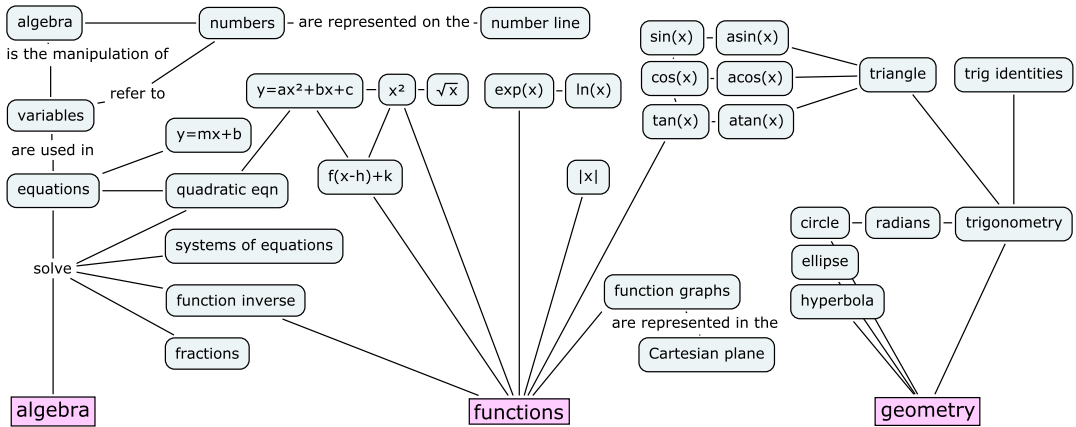 algebra
numbers
are represented on the
number line
is the manipulation of
refer to
variables
are used in
equations
y=mx+b
quadratic eqn
y=ax²+bx+c
x²
√x
f(x-h)+k
exp(x)
ln(x)
|x|
sin(x)
asin(x)
cos(x)
acos(x)
tan(x)
atan(x)
triangle
trig identities
circle
radians
trigonometry
ellipse
hyperbola
solve
systems of equations
function inverse
fractions
function graphs
are represented in the
Cartesian plane
algebra
functions
geometry